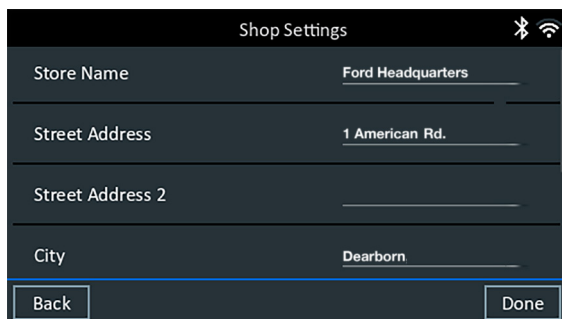 Shop Settings
Store Name Ford Headquarters
Street Address 1 American Rd.
Street Address 2
City Dearborn
Back Done